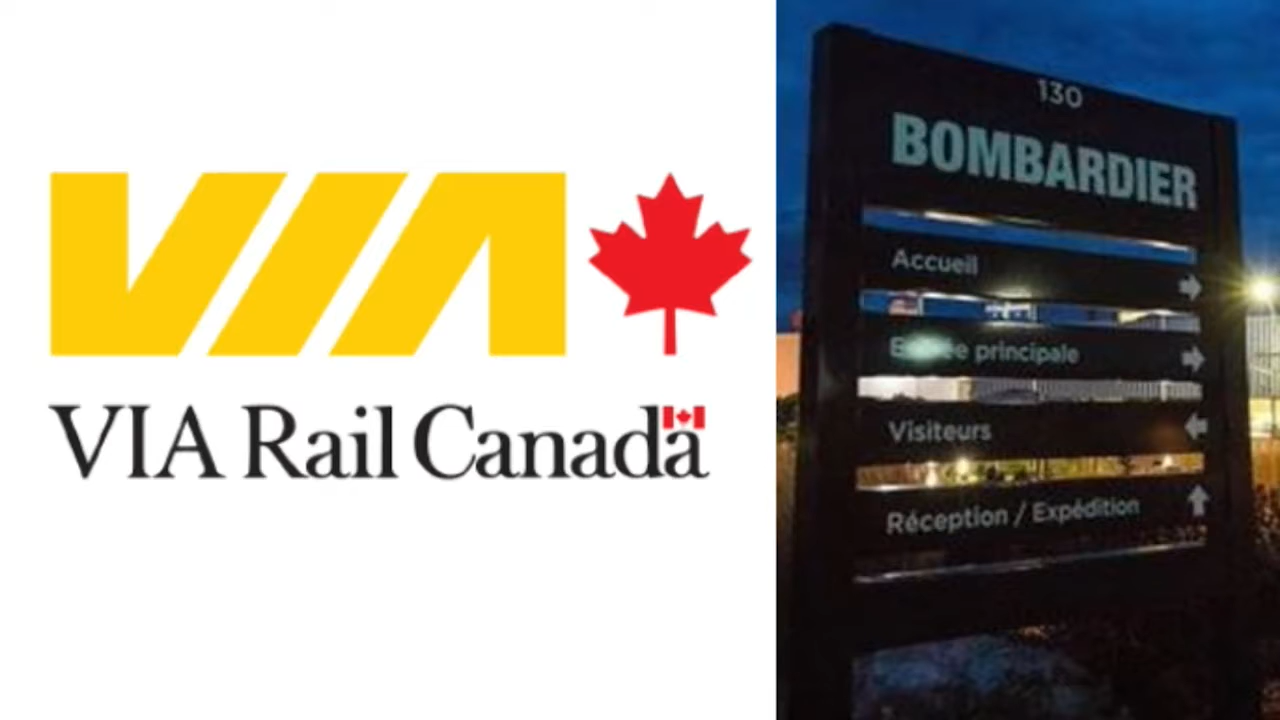 VIA
VIA Rail Canada
130
BOMBARDIER
Accueil
principale
Visiteurs
Réception / Expédition